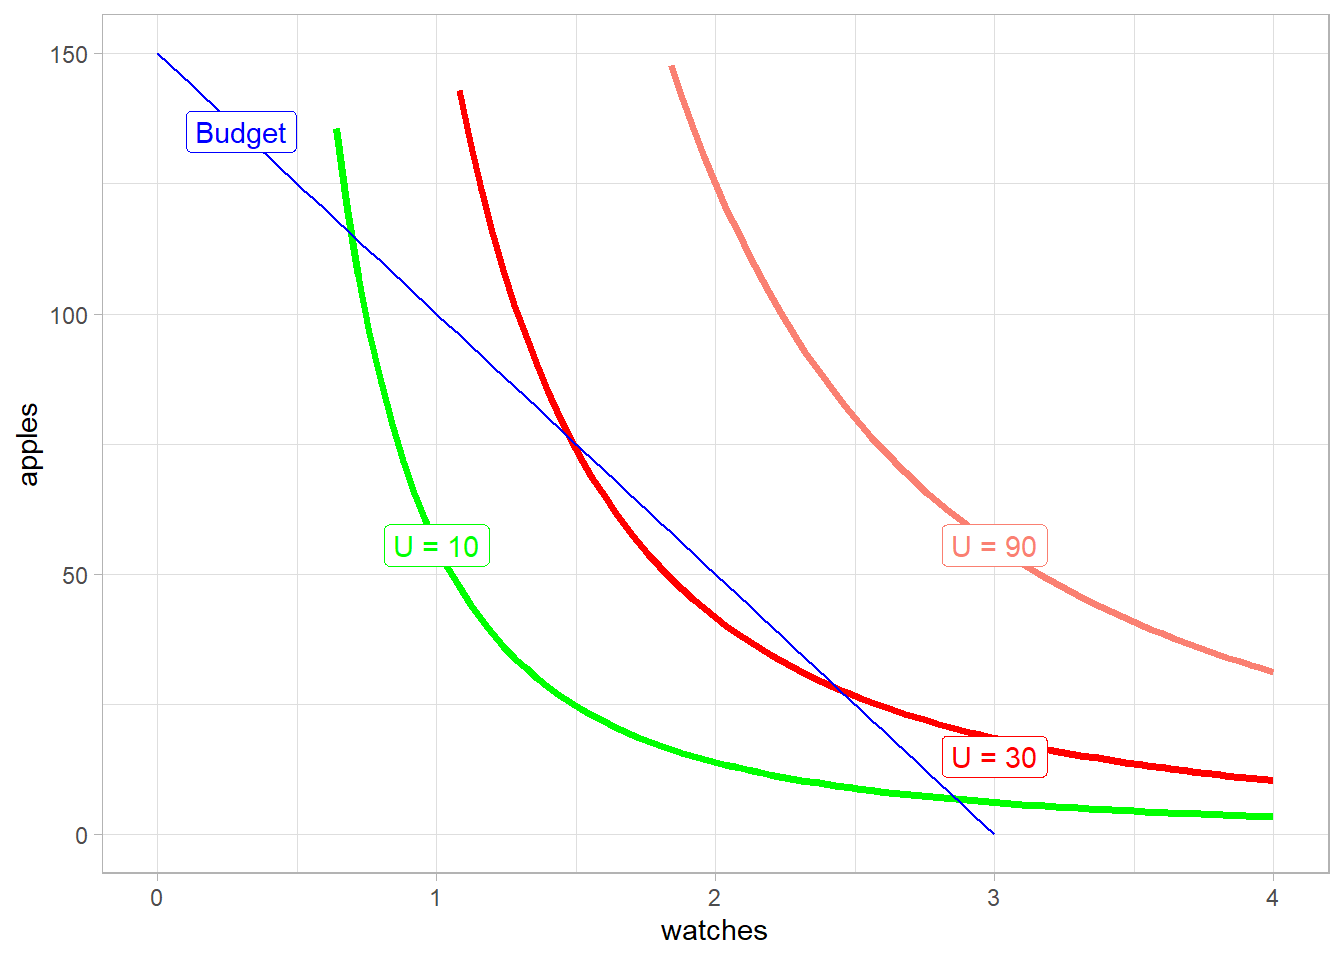 150
Budget
100
apples
U = 10
U = 90
50
U = 30
0
0 1 2 3 4
watches